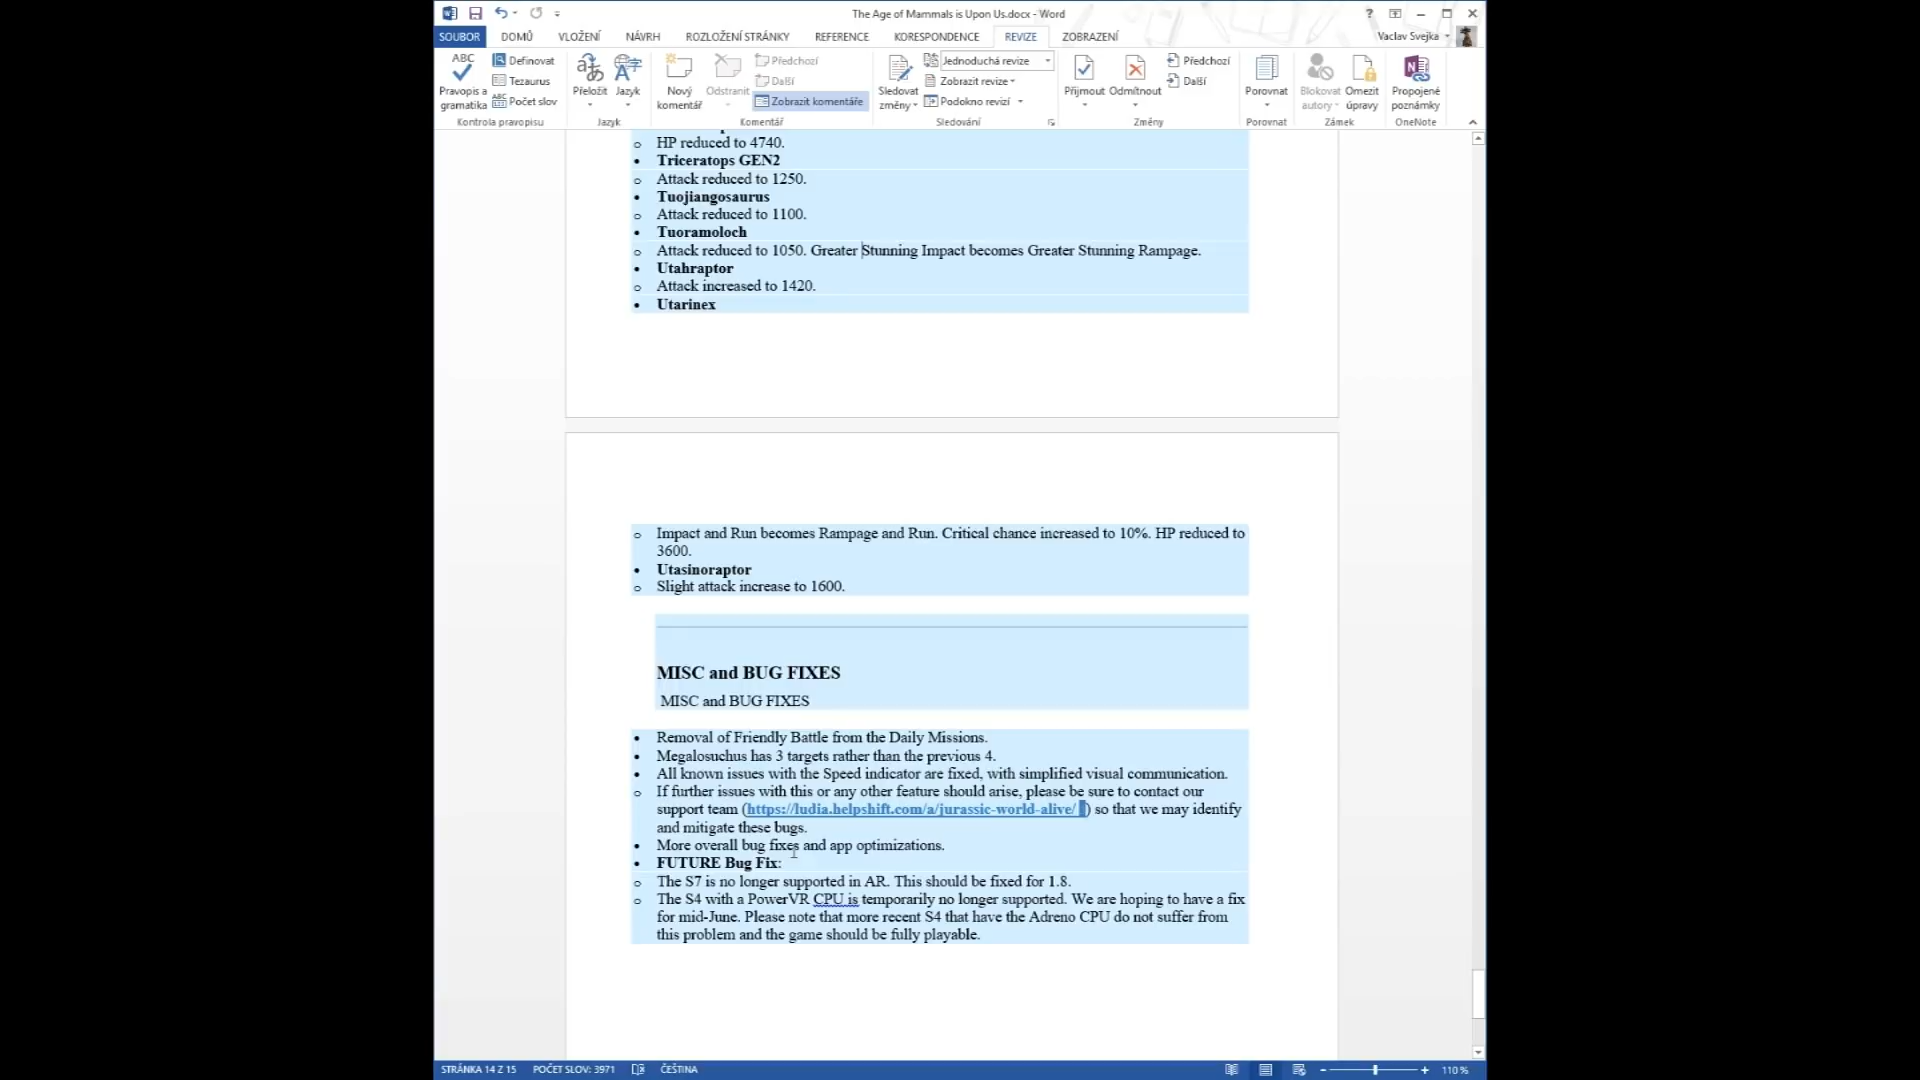 The Age of Mammals is Upon Us.docx - Word
SOUBOR DOMŮ VLOŽENÍ NÁVRH ROZLOŽENÍ STRÁNKY REFERENCE KORESPONDENCE REVIZE ZOBRAZENÍ Vaclav Svejka
ABC Pravopis a gramatika
Definovat
Tezaurus
ABC Počet slov
Kontrola pravopisu
Přeložit Jazyk
Jazyk
Nový komentář
Odstranit
Předchozí
Další
Zobrazit komentáře
Komentář
Sledovat změny
Jednoduchá revize
Zobrazit revize
Podokno revizí
Sledování
Přijmout Odmítnout
Předchozí
Další
Změny
Porovnat
Porovnat
Blokovat autory
Omezit úpravy
Zámek
Propojené poznámky
OneNote
o HP reduced to 4740.
• Triceratops GEN2
o Attack reduced to 1250.
• Tuojiangosaurus
o Attack reduced to 1100.
• Tuoramoloch
o Attack reduced to 1050. Greater Stunning Impact becomes Greater Stunning Rampage.
• Utahraptor
o Attack increased to 1420.
• Utarinex
o Impact and Run becomes Rampage and Run. Critical chance increased to 10%. HP reduced to
3600.
• Utasinoraptor
o Slight attack increase to 1600.
MISC and BUG FIXES
MISC and BUG FIXES
• Removal of Friendly Battle from the Daily Missions.
• Megalosuchus has 3 targets rather than the previous 4.
• All known issues with the Speed indicator are fixed, with simplified visual communication.
o If further issues with this or any other feature should arise, please be sure to contact our
support team (https://ludia.helpshift.com/a/jurassic-world-alive/ ) so that we may identify
and mitigate these bugs.
• More overall bug fixes and app optimizations.
• FUTURE Bug Fix:
o The S7 is no longer supported in AR. This should be fixed for 1.8.
o The S4 with a PowerVR CPU is temporarily no longer supported. We are hoping to have a fix
for mid-June. Please note that more recent S4 that have the Adreno CPU do not suffer from
this problem and the game should be fully playable.
STRÁNKA 14 Z 15 POČET SLOV: 3971 ČEŠTINA 110 %